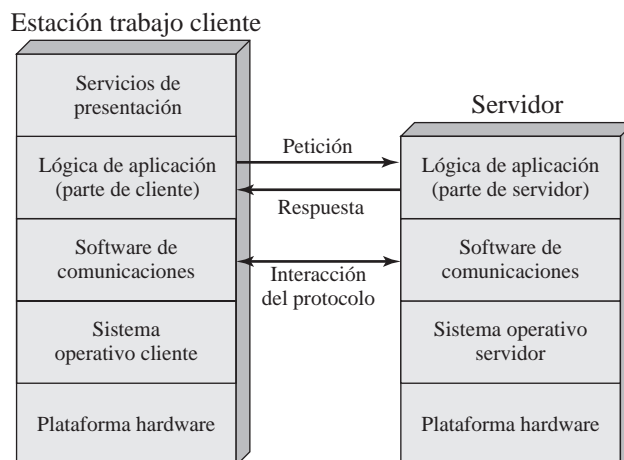 Estación trabajo cliente
Servicios de
presentación
Lógica de aplicación
(parte de cliente)
Software de
comunicaciones
Sistema
operativo cliente
Plataforma hardware
Petición
Respuesta
Interacción
del protocolo
Servidor
Lógica de aplicación
(parte de servidor)
Software de
comunicaciones
Sistema operativo
servidor
Plataforma hardware